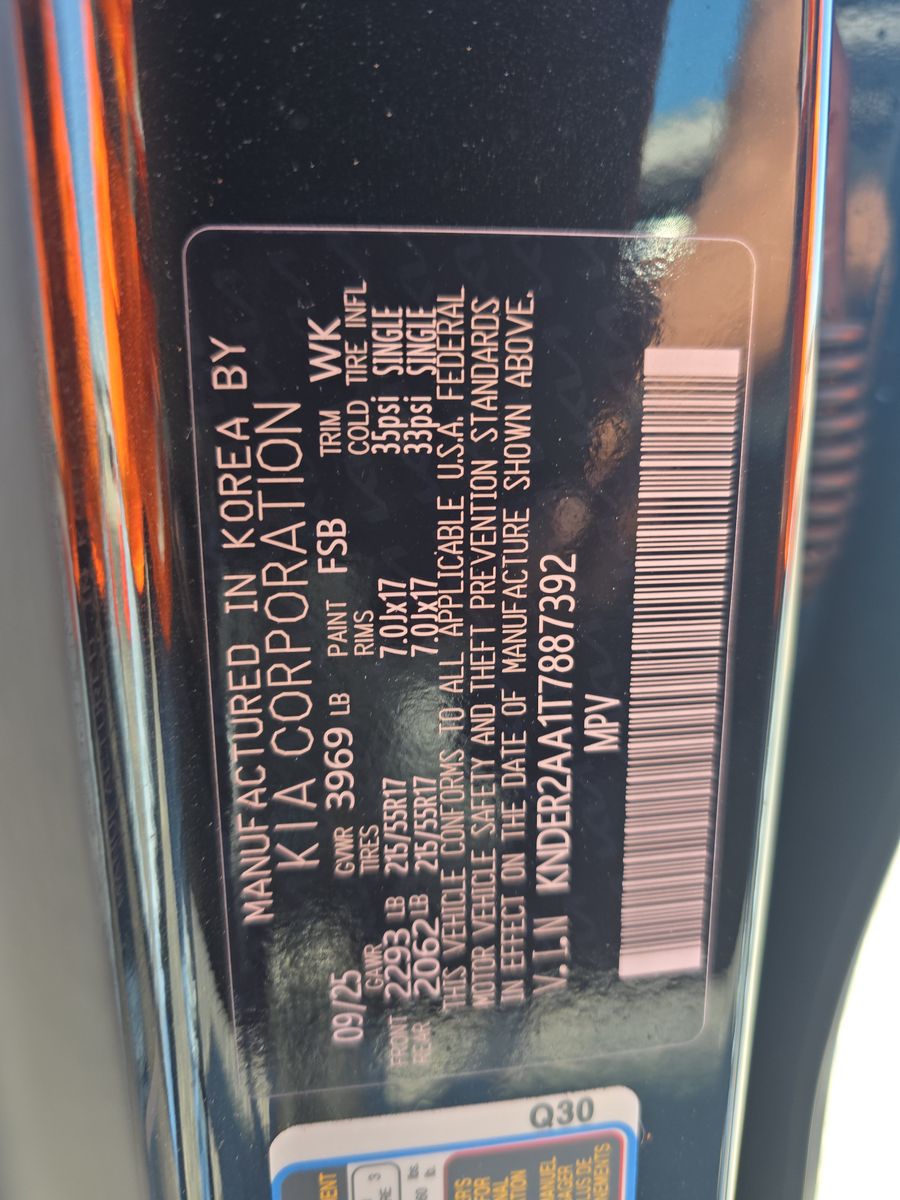 MANUFACTURED IN KOREA BY
KIA CORPORATION
09/25 GVWR 3969 LB PAINT FSB TRIM WK
GAWR TIRES RIMS COLD TIRE INFL
FRONT 2293 LB 215/55R17 7.0Jx17 35psi SINGLE
REAR 2062 LB 215/55R17 7.0Jx17 33psi SINGLE
THIS VEHICLE CONFORMS TO ALL APPLICABLE U.S.A. FEDERAL
MOTOR VEHICLE SAFETY AND THEFT PREVENTION STANDARDS
IN EFFECT ON THE DATE OF MANUFACTURE SHOWN ABOVE.
V.I.N KNDER2AA1T7887392
MPV
Q30
MANUEL